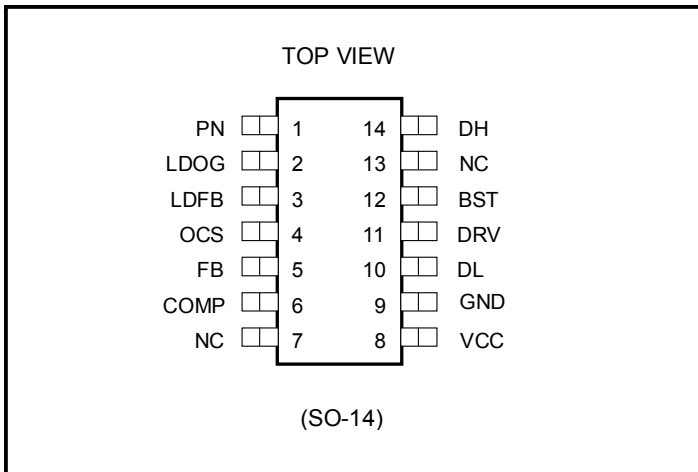 TOP VIEW
PN 1 14 DH
LDOG 2 13 NC
LDFB 3 12 BST
OCS 4 11 DRV
FB 5 10 DL
COMP 6 9 GND
NC 7 8 VCC
(SO-14)